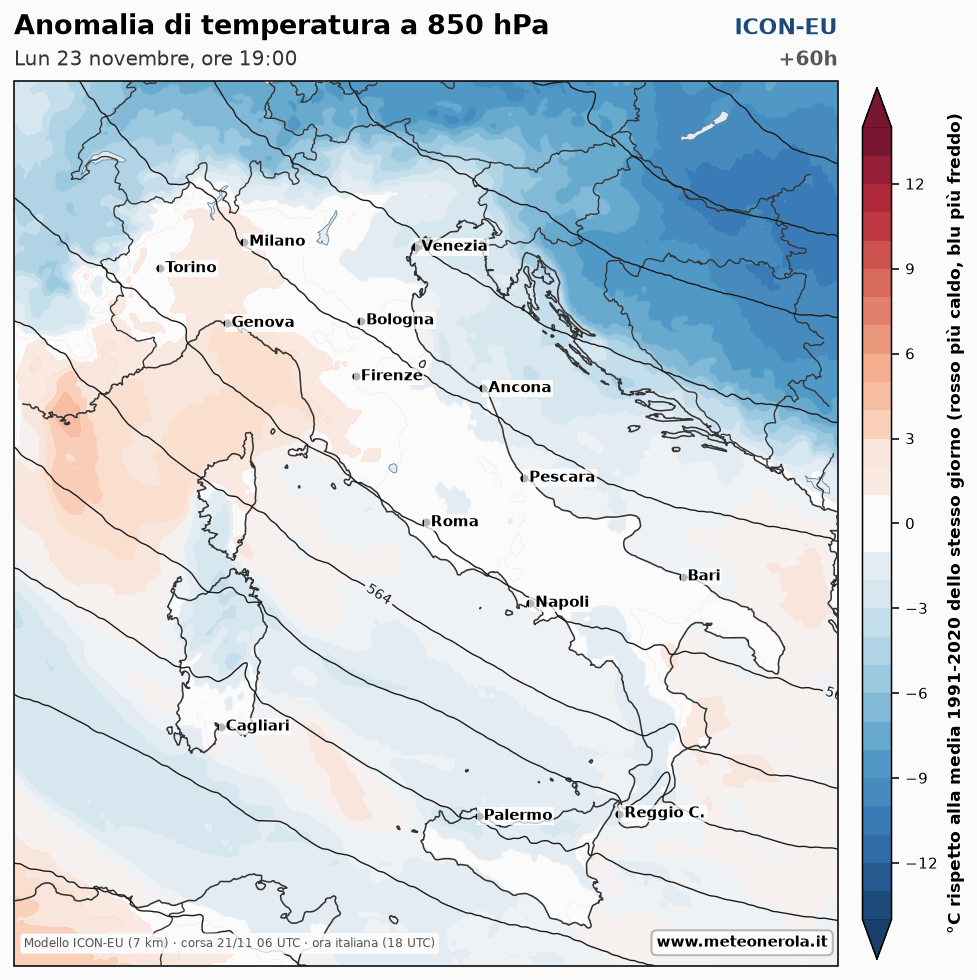 Anomalia di temperatura a 850 hPa
ICON-EU
Lun 23 novembre, ore 19:00
+60h
Milano
Venezia
Torino
Genova
Bologna
Firenze
Ancona
Pescara
Roma
Bari
564
Napoli
Cagliari
Palermo
Reggio C.
12
9
6
3
0
−3
−6
−9
−12
°C rispetto alla media 1991-2020 dello stesso giorno (rosso più caldo, blu più freddo)
Modello ICON-EU (7 km) · corsa 21/11 06 UTC · ora italiana (18 UTC)
www.meteonerola.it